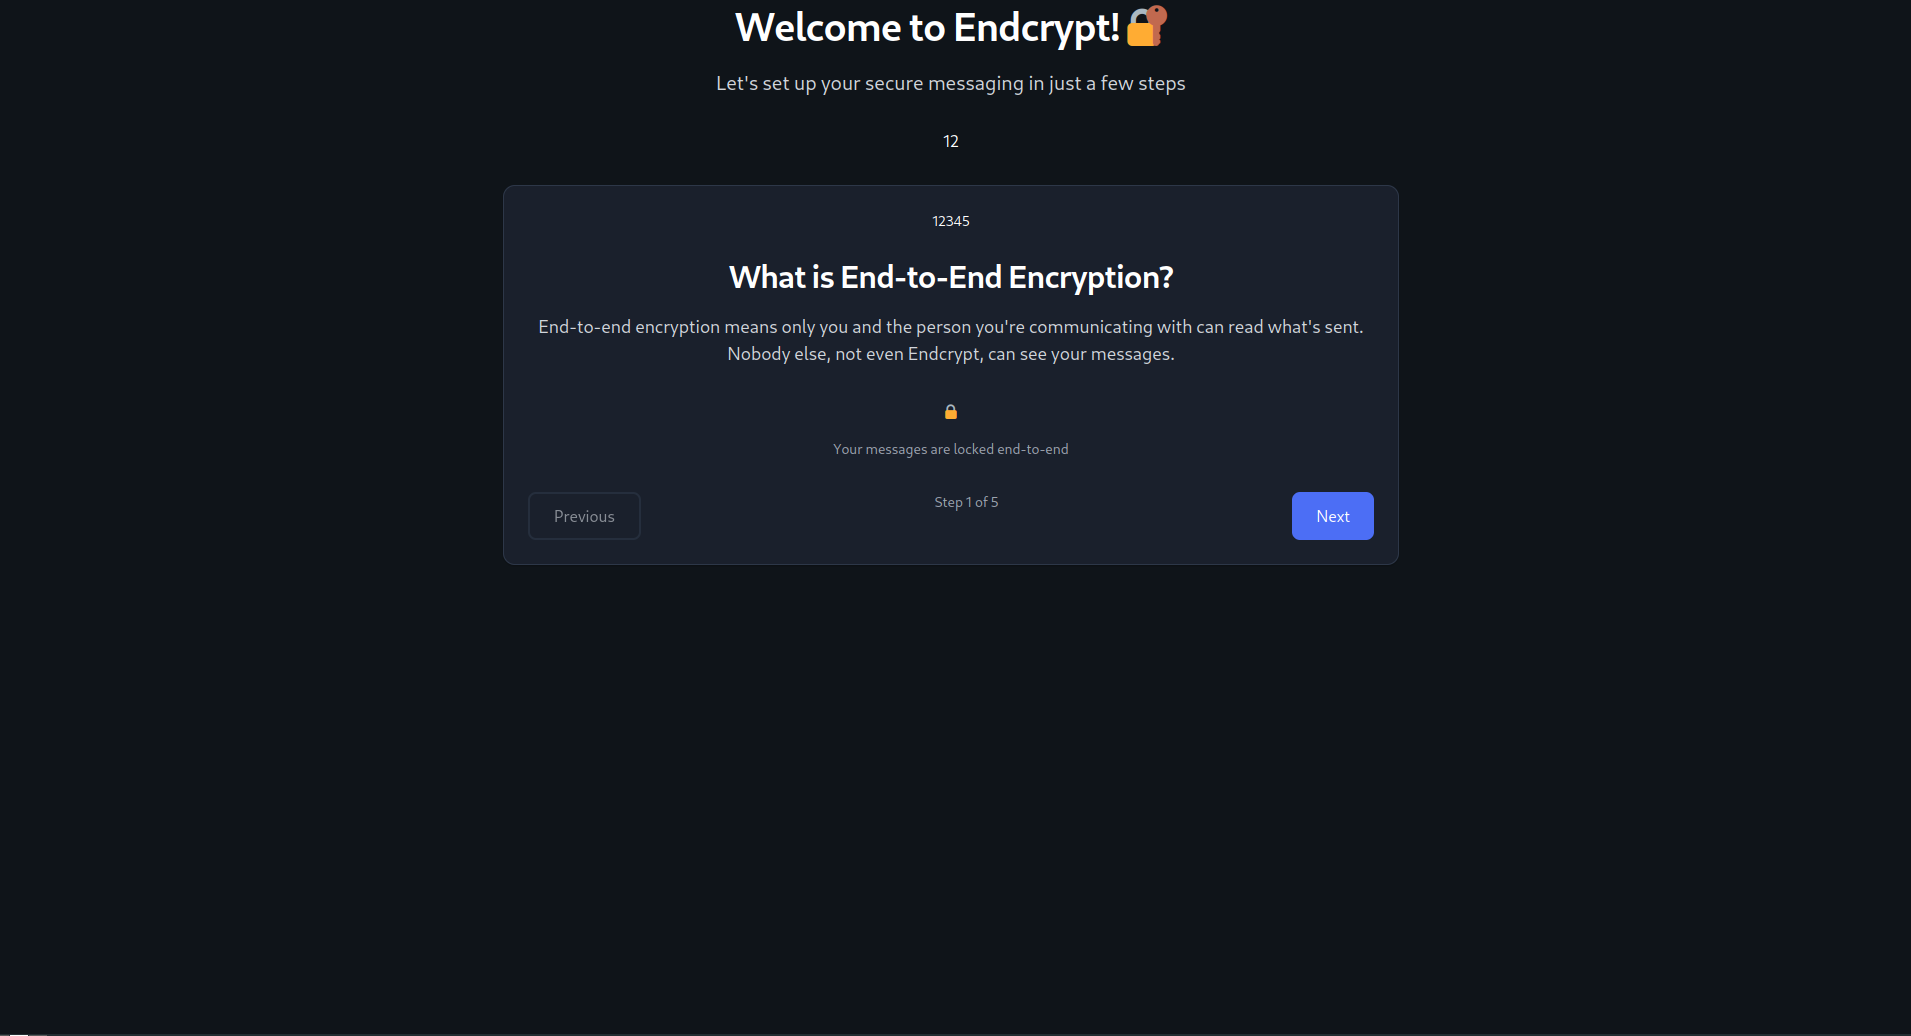 Welcome to Endcrypt!
Let's set up your secure messaging in just a few steps
12
12345
What is End-to-End Encryption?
End-to-end encryption means only you and the person you're communicating with can read what's sent.
Nobody else, not even Endcrypt, can see your messages.
Your messages are locked end-to-end
Previous
Step 1 of 5
Next